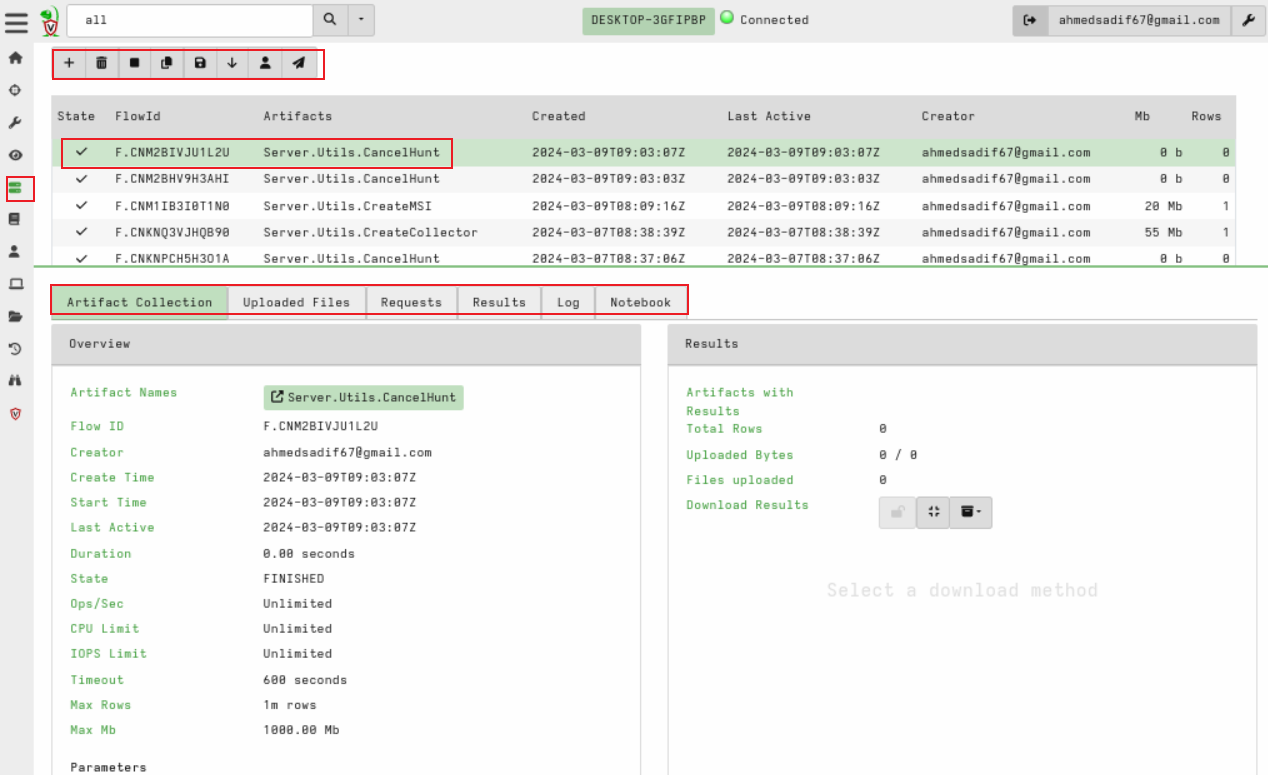 all DESKTOP-3GFIPBP Connected ahmedsadif67@gmail.com
State FlowId Artifacts Created Last Active Creator Mb Rows
F.CNM2BIVJU1L2U Server.Utils.CancelHunt 2024-03-09T09:03:07Z 2024-03-09T09:03:07Z ahmedsadif67@gmail.com 0 b 0
F.CNM2BHV9H3AHI Server.Utils.CancelHunt 2024-03-09T09:03:03Z 2024-03-09T09:03:03Z ahmedsadif67@gmail.com 0 b 0
F.CNM1IB3I0T1N0 Server.Utils.CreateMSI 2024-03-09T08:09:16Z 2024-03-09T08:09:16Z ahmedsadif67@gmail.com 20 Mb 1
F.CNKNQ3VJHQB90 Server.Utils.CreateCollector 2024-03-07T08:38:39Z 2024-03-07T08:38:39Z ahmedsadif67@gmail.com 55 Mb 1
F.CNKNPCH5H3O1A Server.Utils.CancelHunt 2024-03-07T08:37:06Z 2024-03-07T08:37:06Z ahmedsadif67@gmail.com 0 b 0
Artifact Collection Uploaded Files Requests Results Log Notebook
Overview
Artifact Names Server.Utils.CancelHunt
Flow ID F.CNM2BIVJU1L2U
Creator ahmedsadif67@gmail.com
Create Time 2024-03-09T09:03:07Z
Start Time 2024-03-09T09:03:07Z
Last Active 2024-03-09T09:03:07Z
Duration 0.00 seconds
State FINISHED
Ops/Sec Unlimited
CPU Limit Unlimited
IOPS Limit Unlimited
Timeout 600 seconds
Max Rows 1m rows
Max Mb 1000.00 Mb
Parameters
Results
Artifacts with
Results
Total Rows 0
Uploaded Bytes 0 / 0
Files uploaded 0
Download Results
Select a download method